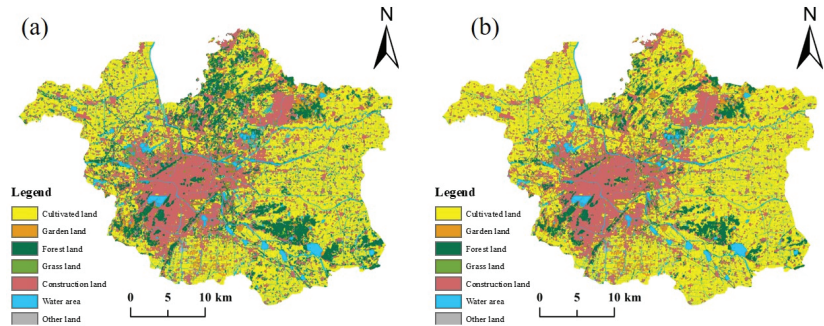 (a)
N
Legend
Cultivated land
Garden land
Forest land
Grass land
Construction land
Water area
Other land
0 5 10 km
(b)
N
Legend
Cultivated land
Garden land
Forest land
Grass land
Construction land
Water area
Other land
0 5 10 km